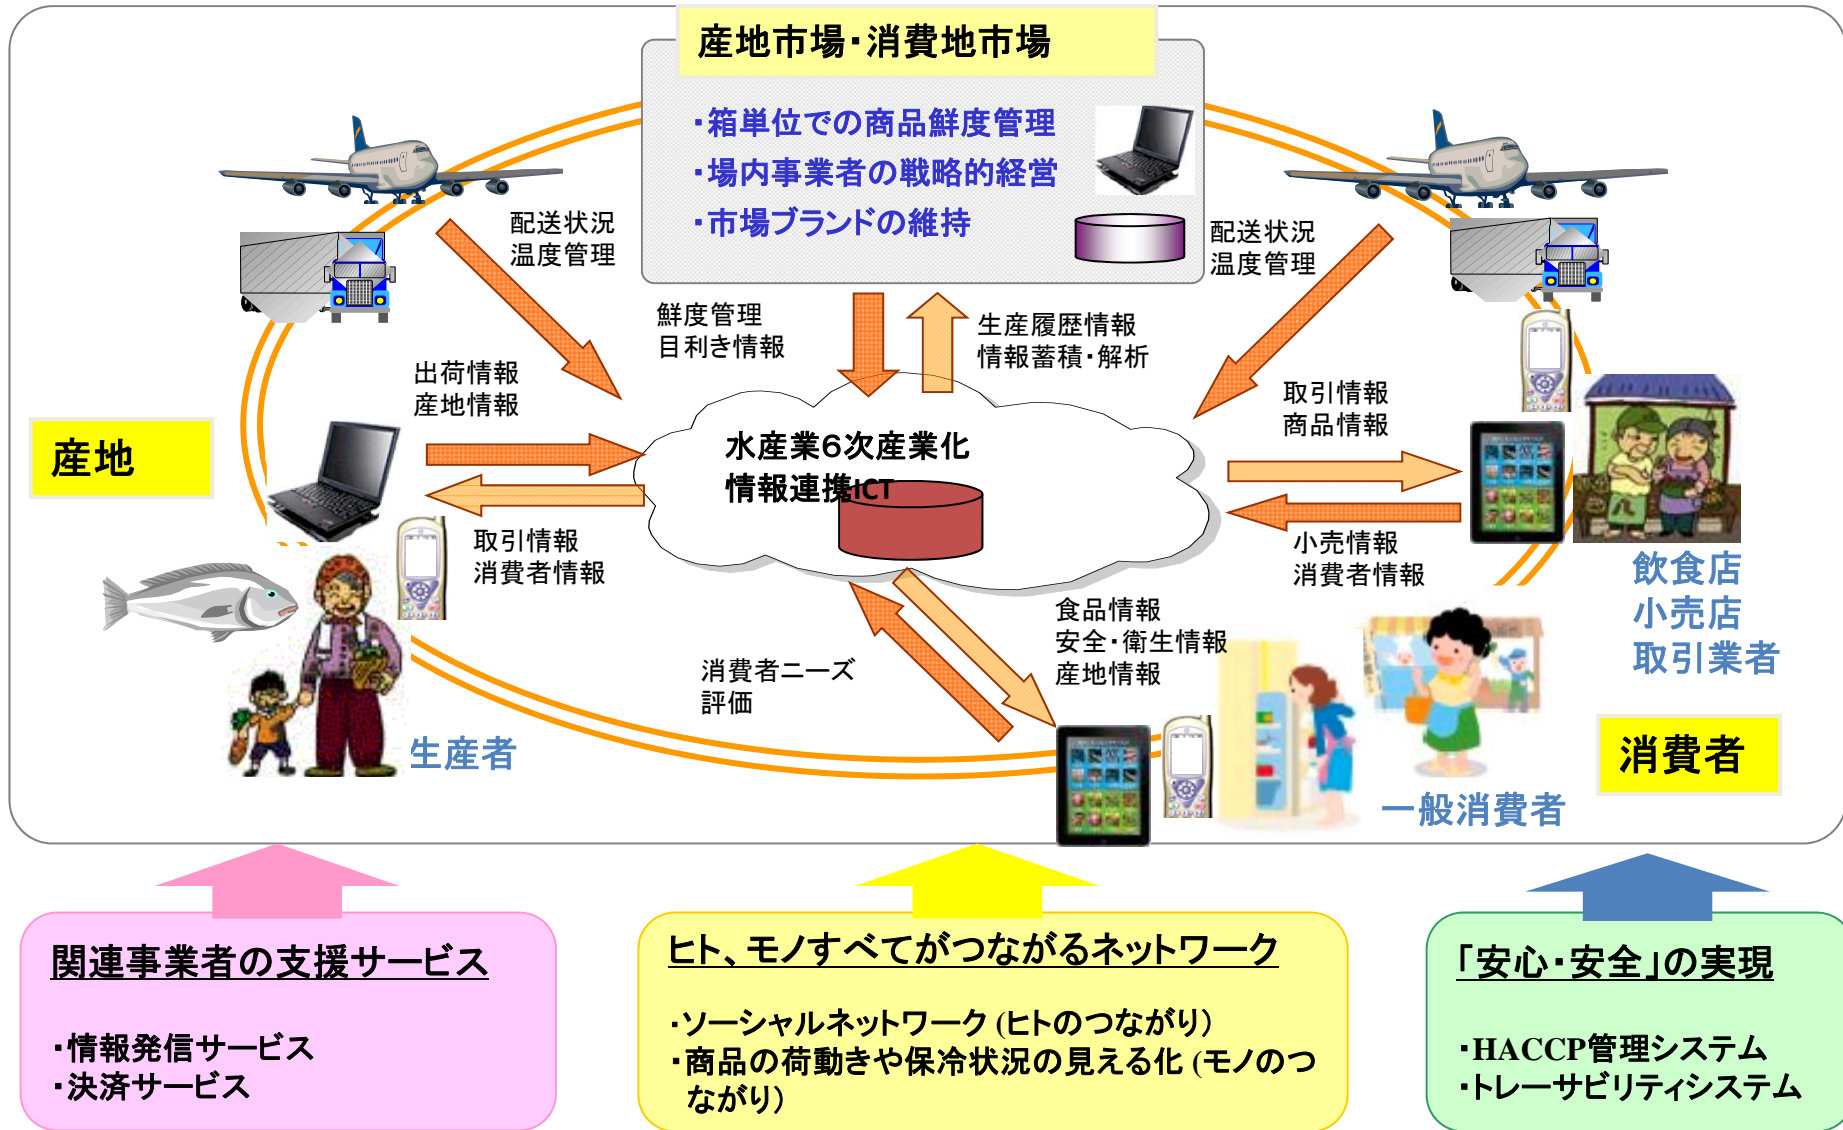 産地市場・消費地市場
・箱単位での商品鮮度管理
・場内事業者の戦略的経営
・市場ブランドの維持
配送状況
温度管理
配送状況
温度管理
鮮度管理
目利き情報
生産履歴情報
情報蓄積・解析
出荷情報
産地情報
取引情報
商品情報
産地
水産業6次産業化
情報連携ICT
取引情報
消費者情報
小売情報
消費者情報
飲食店
小売店
取引業者
食品情報
安全・衛生情報
産地情報
消費者ニーズ
評価
生産者
消費者
一般消費者
関連事業者の支援サービス
・情報発信サービス
・決済サービス
ヒト、モノすべてがつながるネットワーク
・ソーシャルネットワーク (ヒトのつながり)
・商品の荷動きや保冷状況の見える化 (モノのつ
ながり)
「安心・安全」の実現
・HACCP管理システム
・トレーサビリティシステム